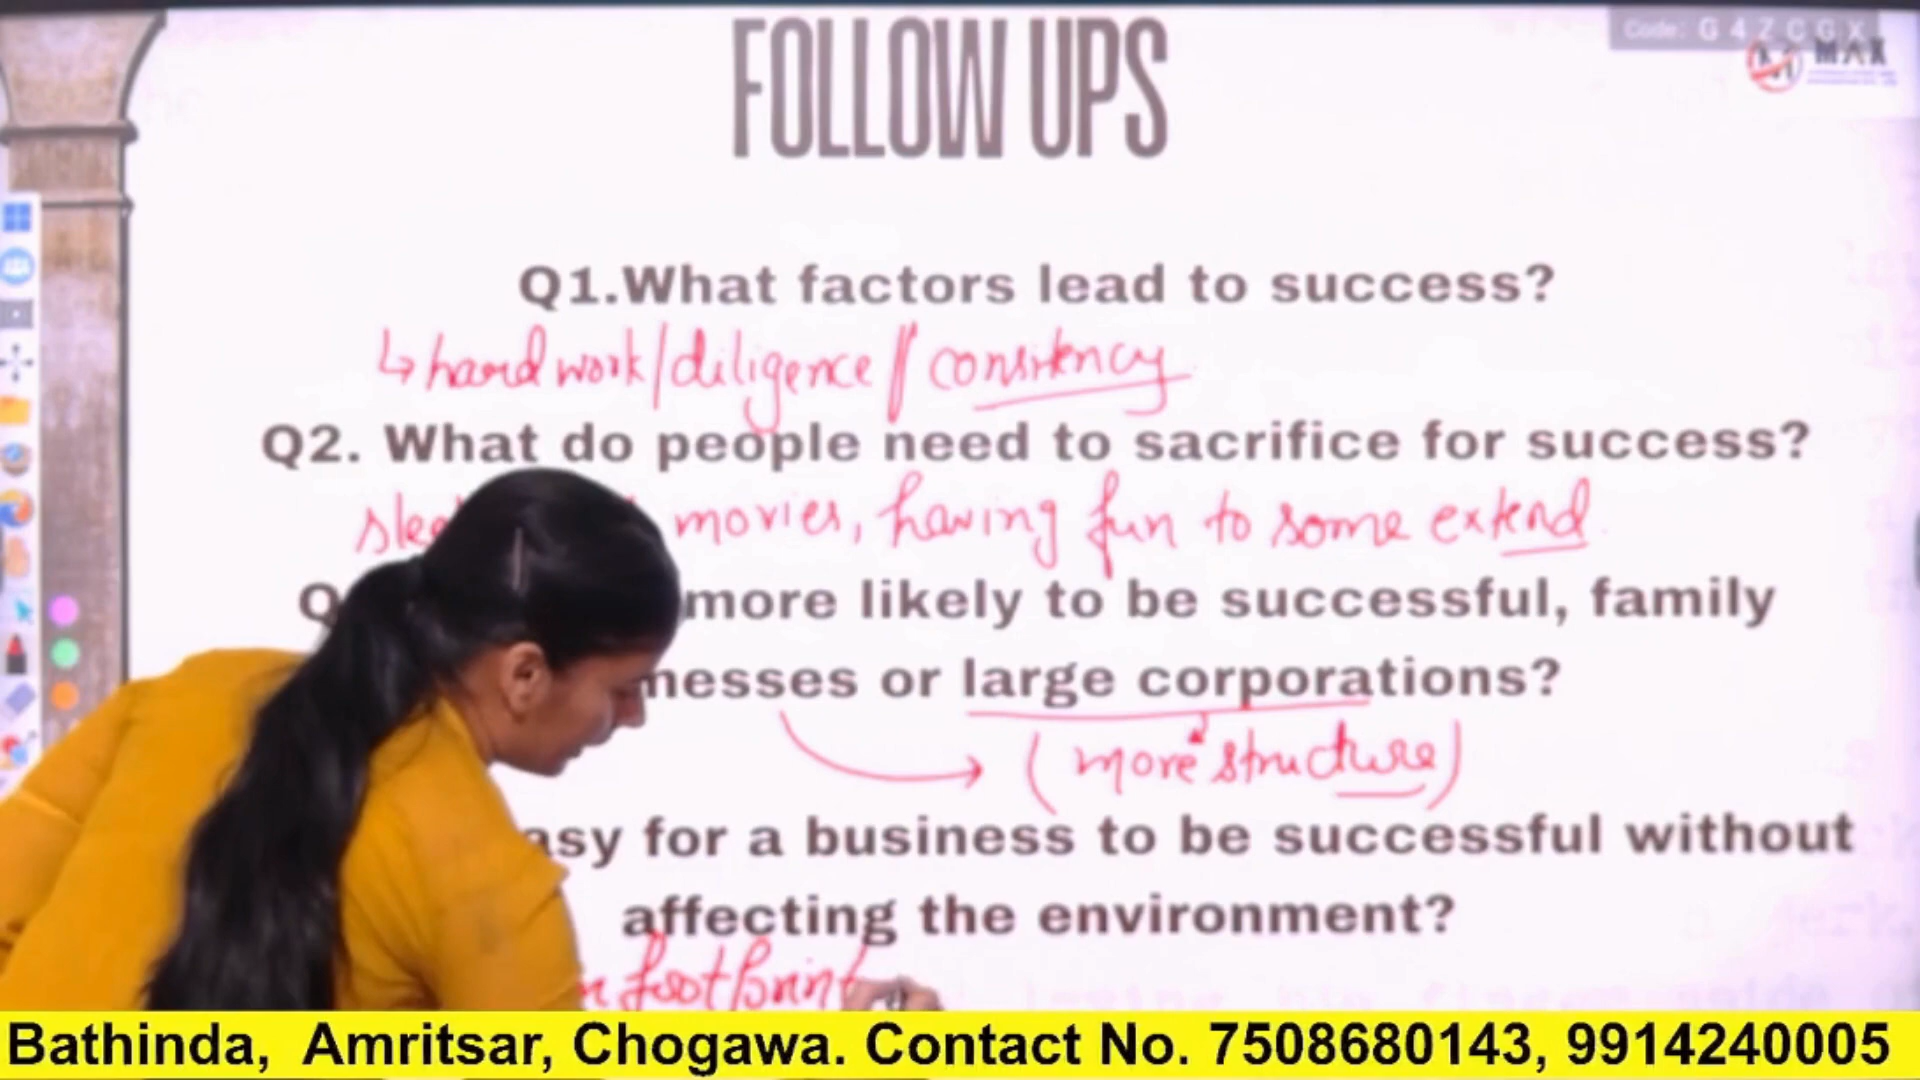 Code: G4ZCGX
MAX
FOLLOW UPS
Q1.What factors lead to success?
↳ hard work/diligence // consitency
Q2. What do people need to sacrifice for success?
movies, having fun to some extend
more likely to be successful, family
nesses or large corporations?
(more structure)
asy for a business to be successful without
affecting the environment?
footprint
Bathinda, Amritsar, Chogawa. Contact No. 7508680143, 9914240005